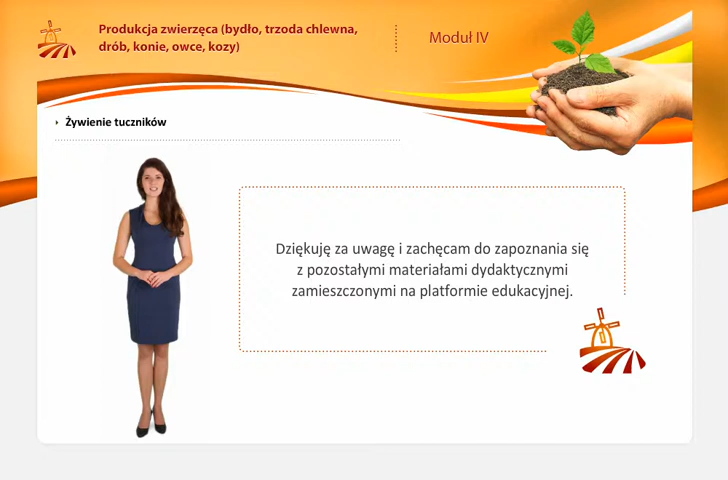 Produkcja zwierzęca (bydło, trzoda chlewna,
drób, konie, owce, kozy)
Moduł IV
Żywienie tuczników
Dziękuję za uwagę i zachęcam do zapoznania się
z pozostałymi materiałami dydaktycznymi
zamieszczonymi na platformie edukacyjnej.